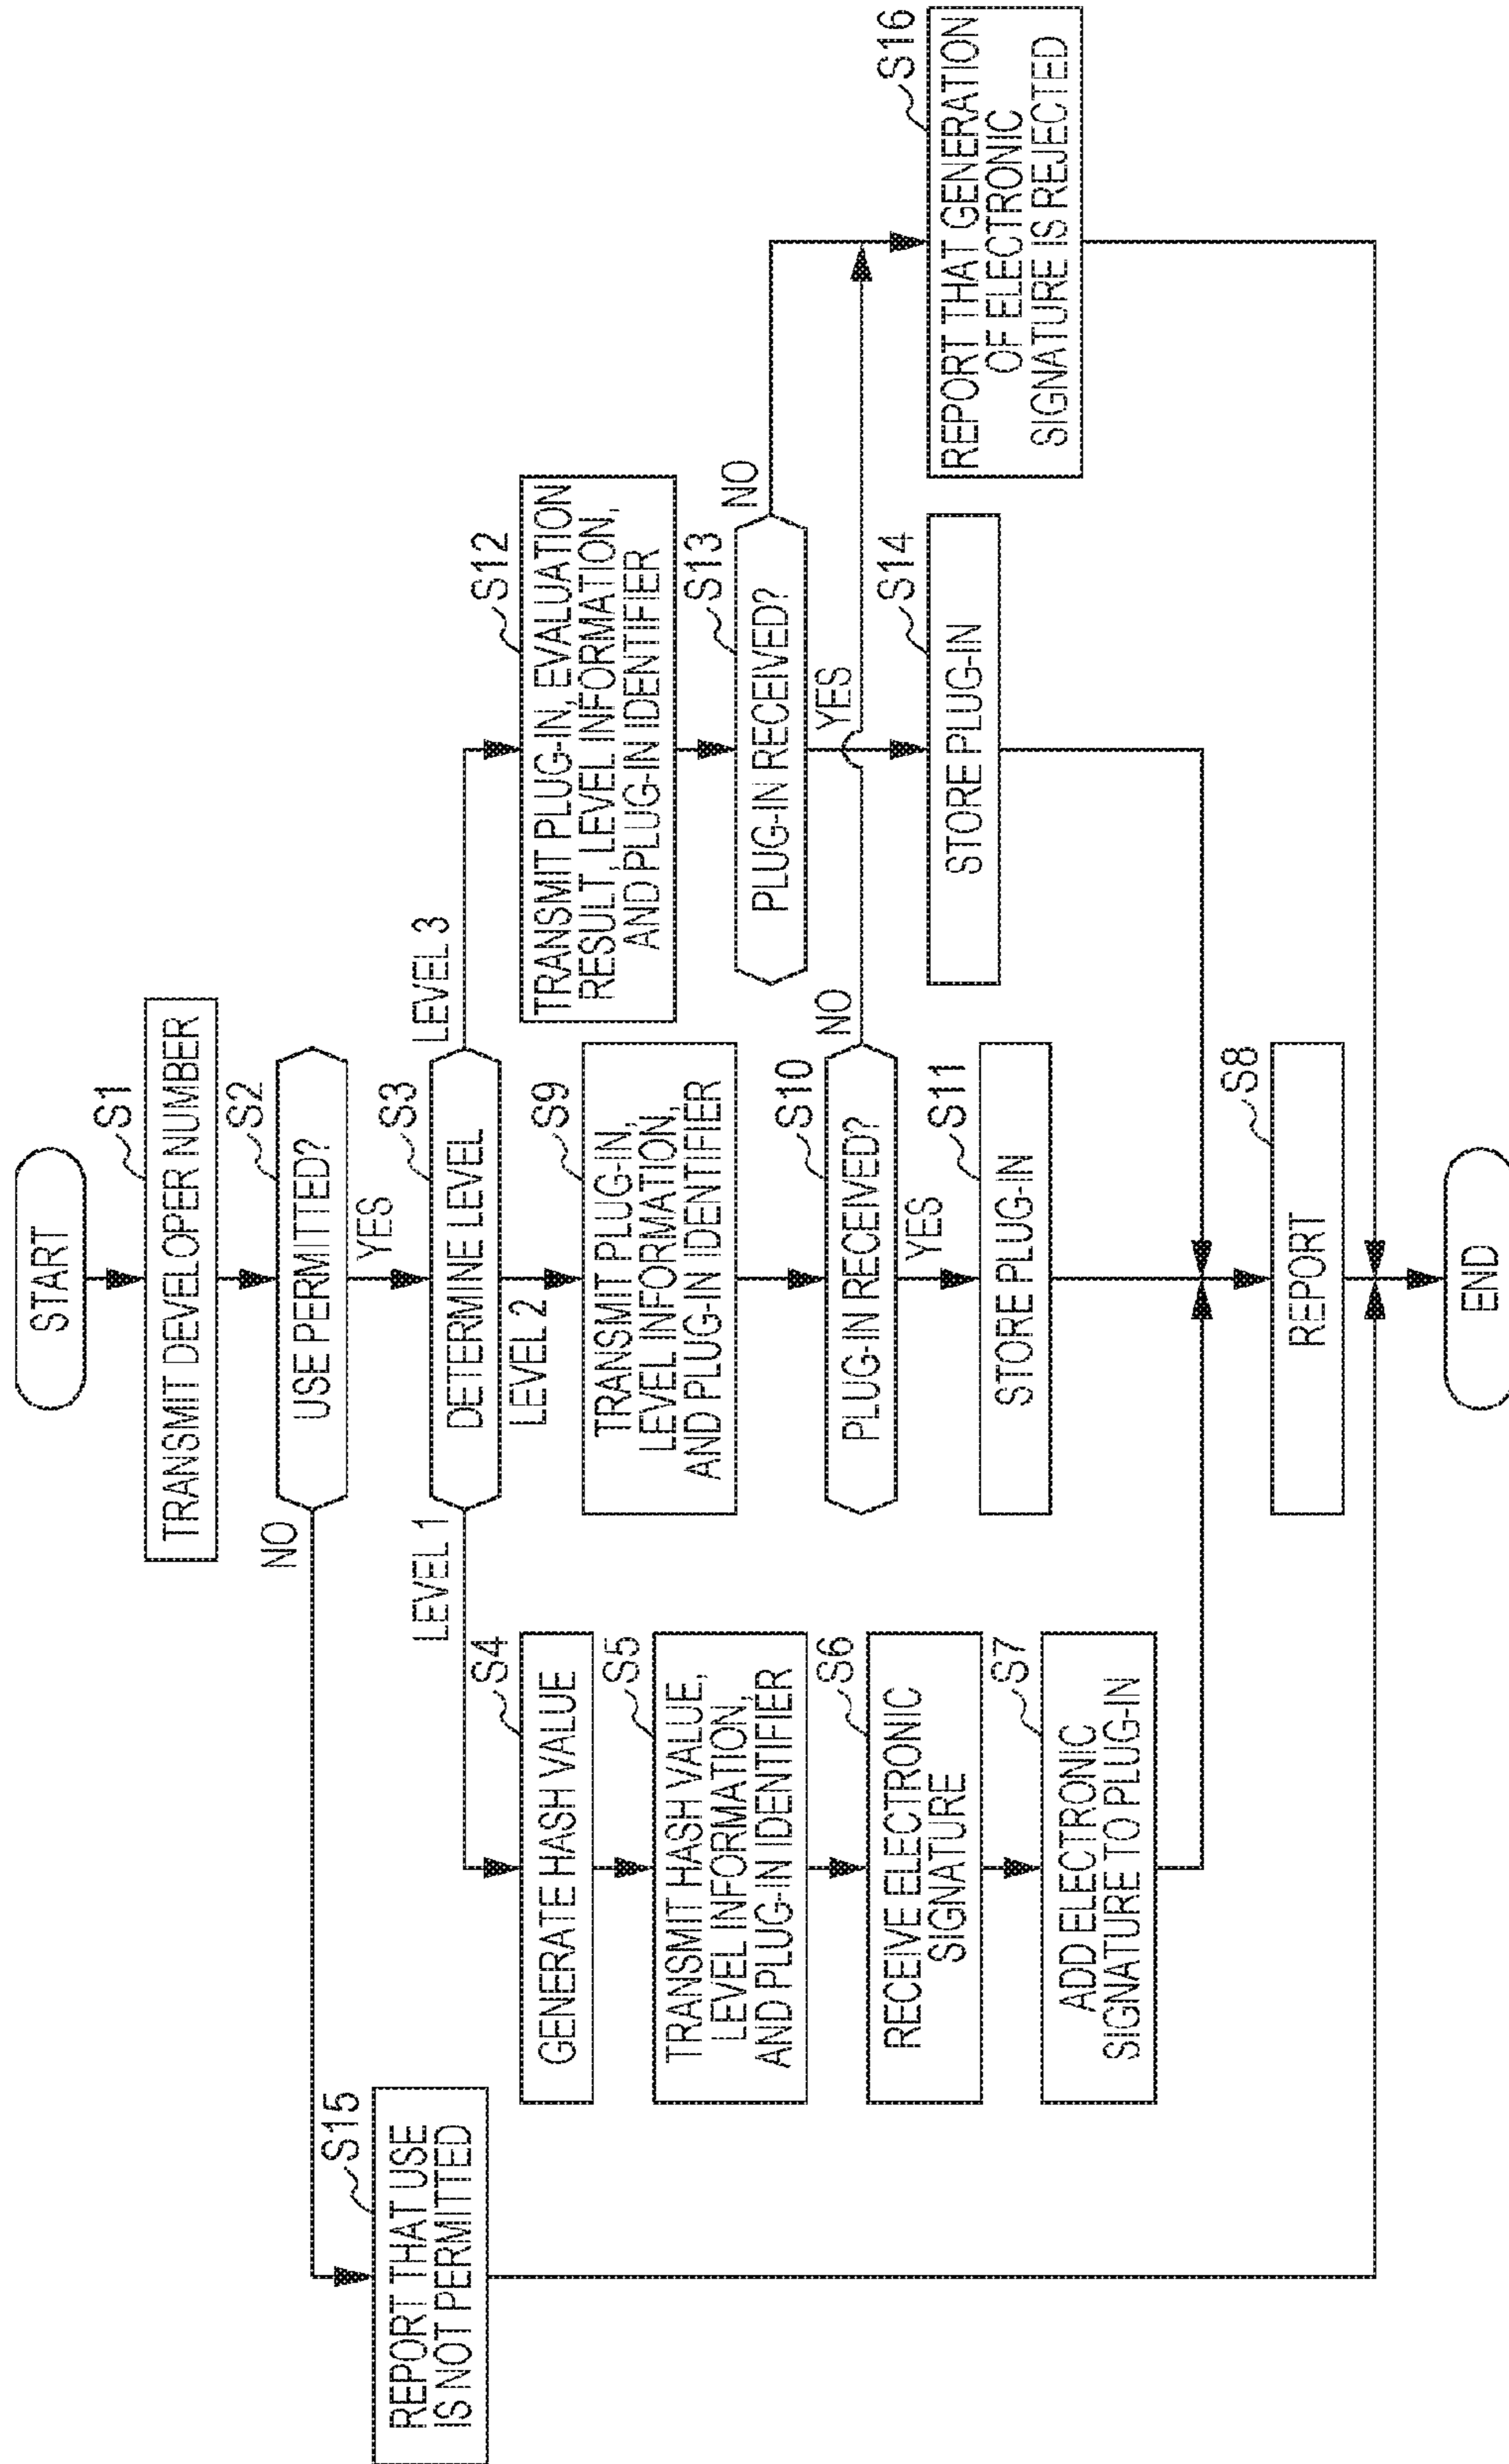 START
S1
TRANSMIT DEVELOPER NUMBER
S2
USE PERMITTED?
NO
YES
S15
REPORT THAT USE
IS NOT PERMITTED
S3
DETERMINE LEVEL
LEVEL 1
LEVEL 2
LEVEL 3
S4
GENERATE HASH VALUE
S5
TRANSMIT HASH VALUE,
LEVEL INFORMATION,
AND PLUG-IN IDENTIFIER
S6
RECEIVE ELECTRONIC
SIGNATURE
S7
ADD ELECTRONIC
SIGNATURE TO PLUG-IN
S9
TRANSMIT PLUG-IN,
LEVEL INFORMATION,
AND PLUG-IN IDENTIFIER
S10
PLUG-IN RECEIVED?
NO
YES
S11
STORE PLUG-IN
S12
TRANSMIT PLUG-IN, EVALUATION
RESULT, LEVEL INFORMATION,
AND PLUG-IN IDENTIFIER
S13
PLUG-IN RECEIVED?
NO
YES
S14
STORE PLUG-IN
S16
REPORT THAT GENERATION
OF ELECTRONIC
SIGNATURE IS REJECTED
S8
REPORT
END